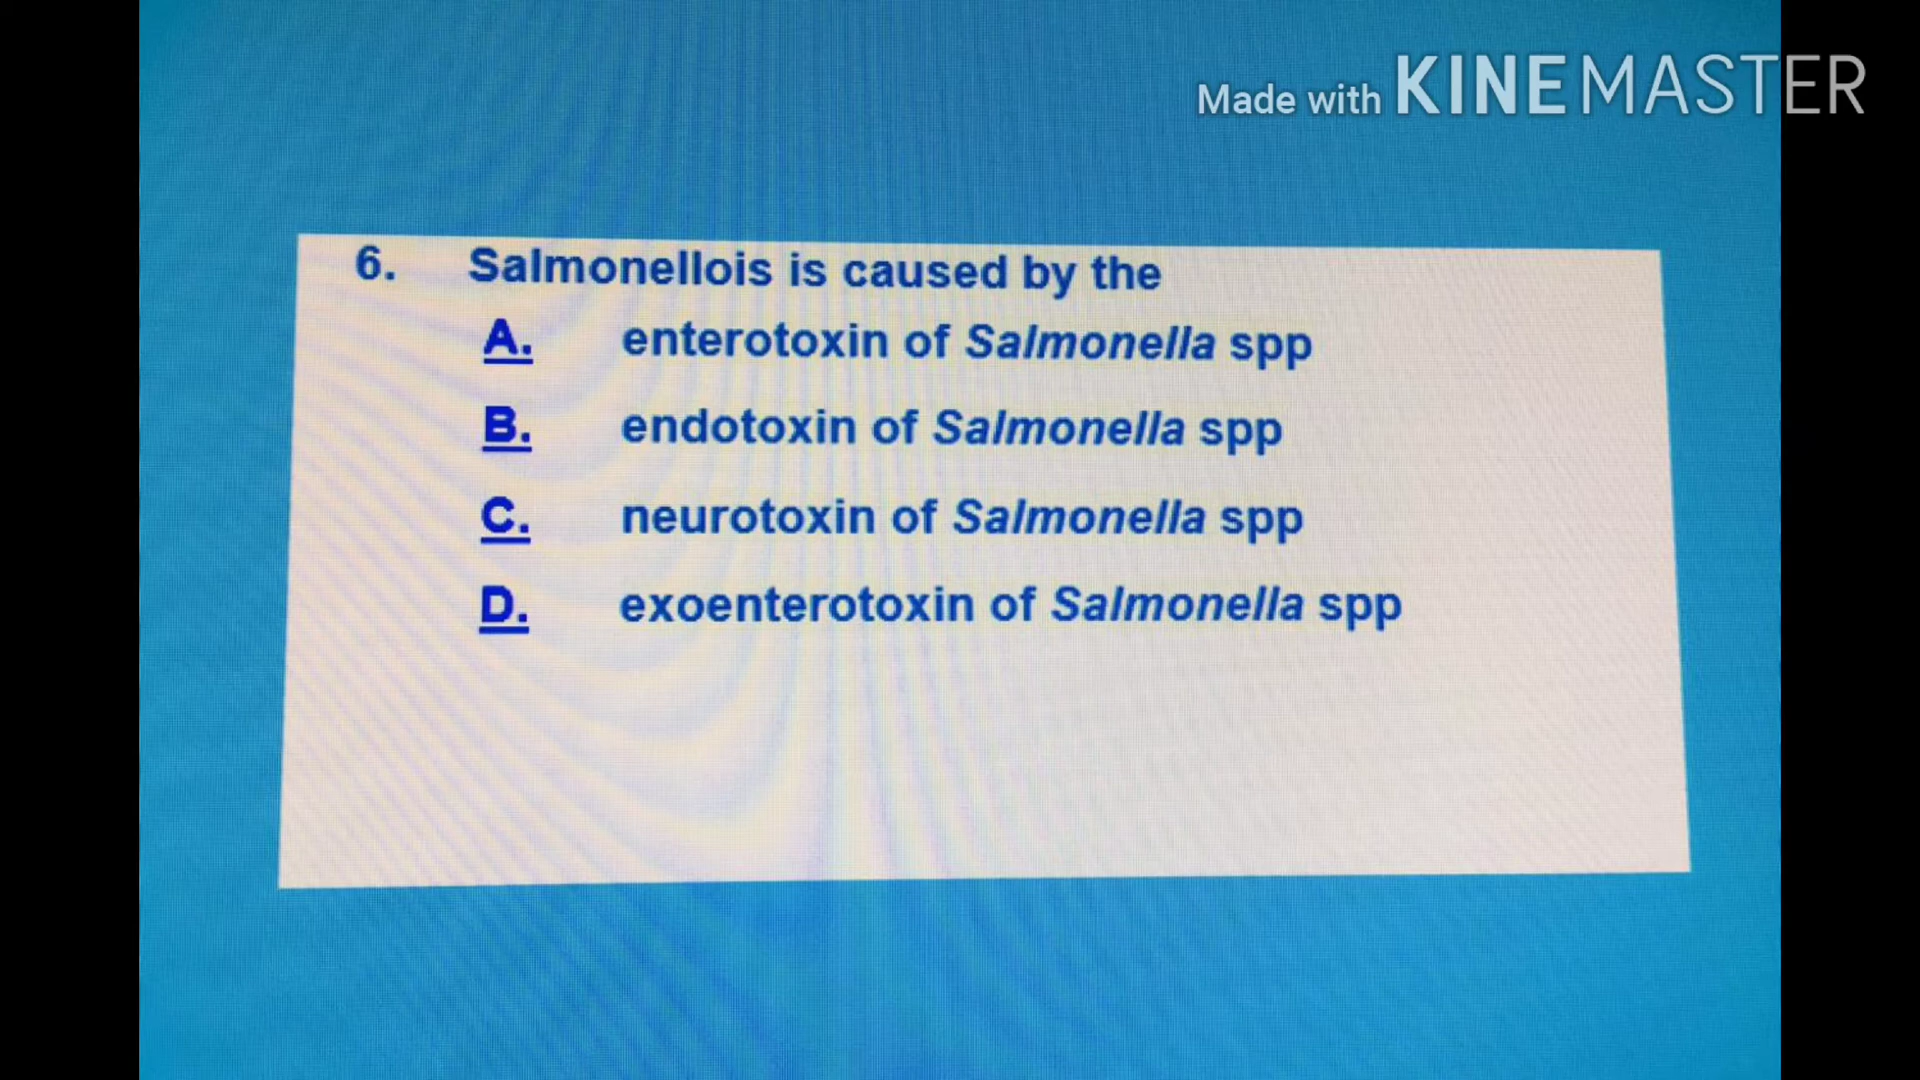 Made with KINEMASTER
6. Salmonellois is caused by the
A. enterotoxin of Salmonella spp
B. endotoxin of Salmonella spp
C. neurotoxin of Salmonella spp
D. exoenterotoxin of Salmonella spp